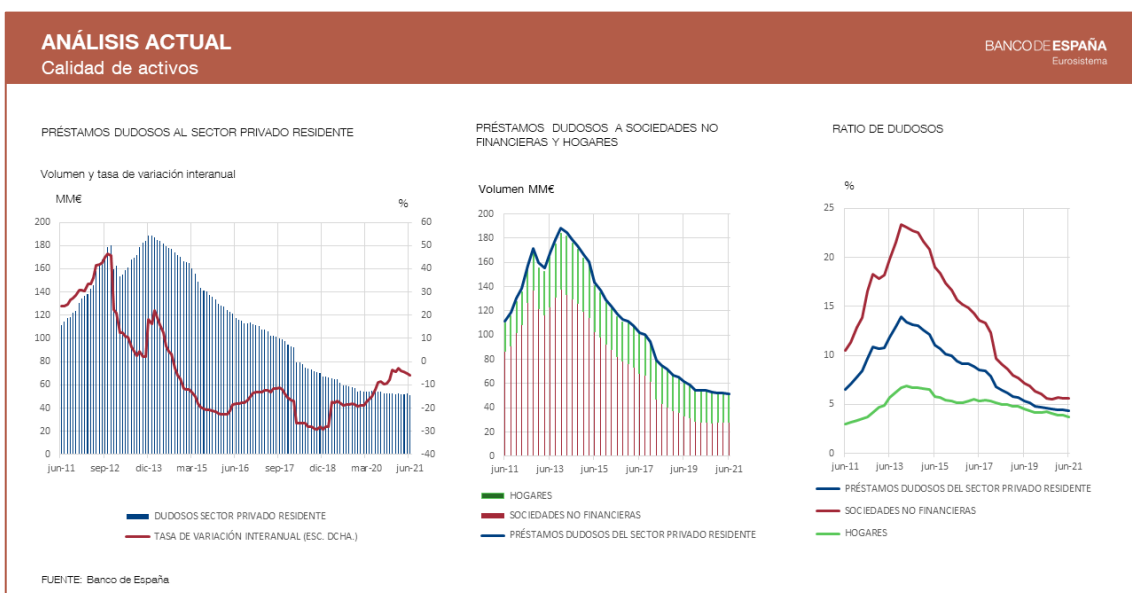 ANÁLISIS ACTUAL
Calidad de activos
BANCODEESPAÑA
Eurosistema
PRÉSTAMOS DUDOSOS AL SECTOR PRIVADO RESIDENTE
Volumen y tasa de variación interanual
MM€
%
200
180
160
140
120
100
80
60
40
20
0
60
50
40
30
20
10
0
-10
-20
-30
-40
jun-11 sep-12 dic-13 mar-15 jun-16 sep-17 dic-18 mar-20 jun-21
DUDOSOS SECTOR PRIVADO RESIDENTE
TASA DE VARIACIÓN INTERANUAL (ESC. DCHA.)
PRÉSTAMOS DUDOSOS A SOCIEDADES NO
FINANCIERAS Y HOGARES
Volumen MM€
200
180
160
140
120
100
80
60
40
20
0
jun-11 jun-13 jun-15 jun-17 jun-19 jun-21
HOGARES
SOCIEDADES NO FINANCIERAS
PRÉSTAMOS DUDOSOS DEL SECTOR PRIVADO RESIDENTE
RATIO DE DUDOSOS
%
25
20
15
10
5
0
jun-11 jun-13 jun-15 jun-17 jun-19 jun-21
PRÉSTAMOS DUDOSOS DEL SECTOR PRIVADO RESIDENTE
SOCIEDADES NO FINANCIERAS
HOGARES
FUENTE: Banco de España